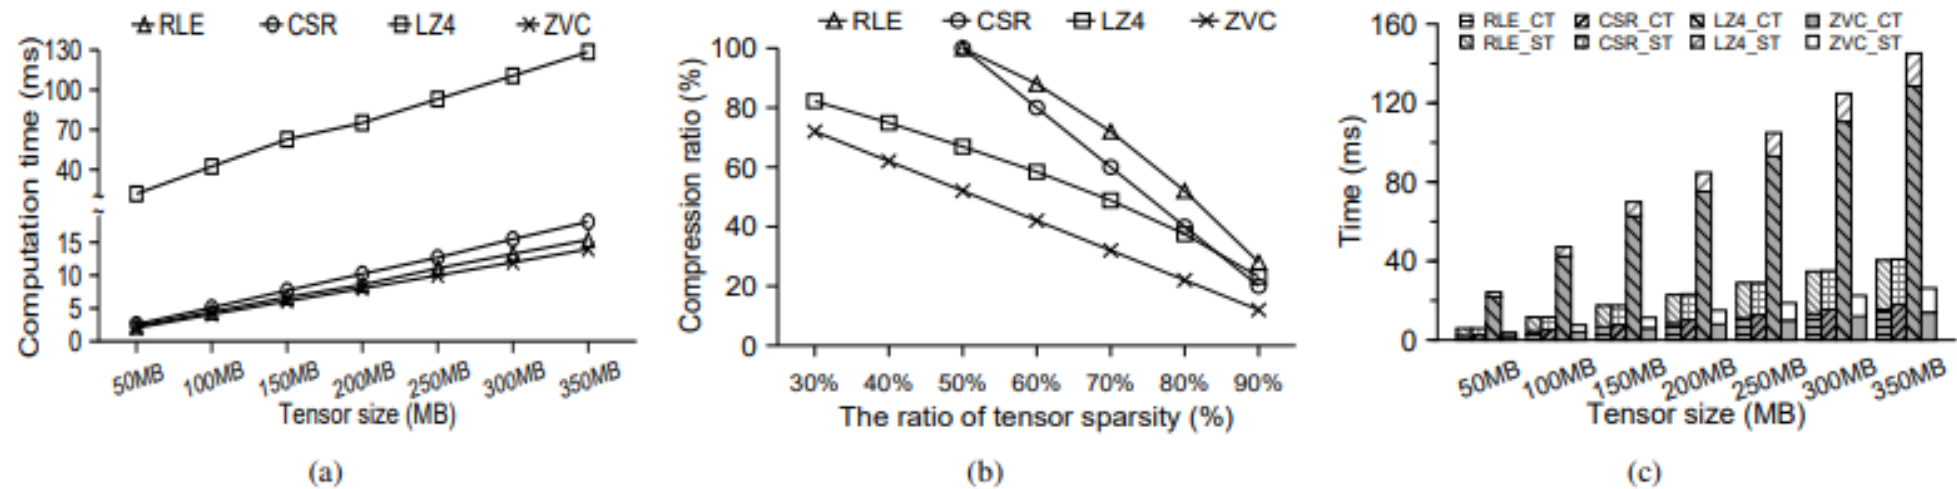 RLE CSR LZ4 ZVC
Computation time (ms)
130
100
70
40
15
10
5
0
50MB 100MB 150MB 200MB 250MB 300MB 350MB
Tensor size (MB)
(a)
RLE CSR LZ4 ZVC
Compression ratio (%)
100
80
60
40
20
0
30% 40% 50% 60% 70% 80% 90%
The ratio of tensor sparsity (%)
(b)
RLE_CT CSR_CT LZ4_CT ZVC_CT
RLE_ST CSR_ST LZ4_ST ZVC_ST
Time (ms)
160
120
80
40
0
50MB 100MB 150MB 200MB 250MB 300MB 350MB
Tensor size (MB)
(c)